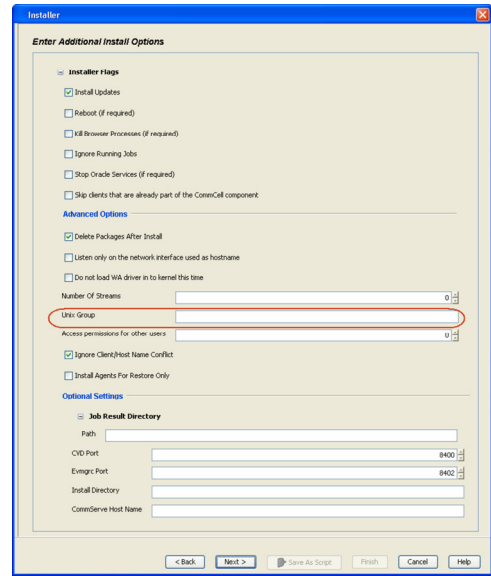 Installer
Enter Additional Install Options
Installer Flags
Install Updates
Reboot (if required)
Kill Browser Processes (if required)
Ignore Running Jobs
Stop Oracle Services (if required)
Skip clients that are already part of the CommCell component
Advanced Options
Delete Packages After Install
Listen only on the network interface used as hostname
Do not load WA driver in to kernel this time
Number Of Streams 0
Unix Group
Access permissions for other users 0
Ignore Client/Host Name Conflict
Install Agents For Restore Only
Optional Settings
Job Result Directory
Path
CVD Port 8400
Evmgrc Port 8402
Install Directory
CommServe Host Name
< Back Next > Save As Script Finish Cancel Help